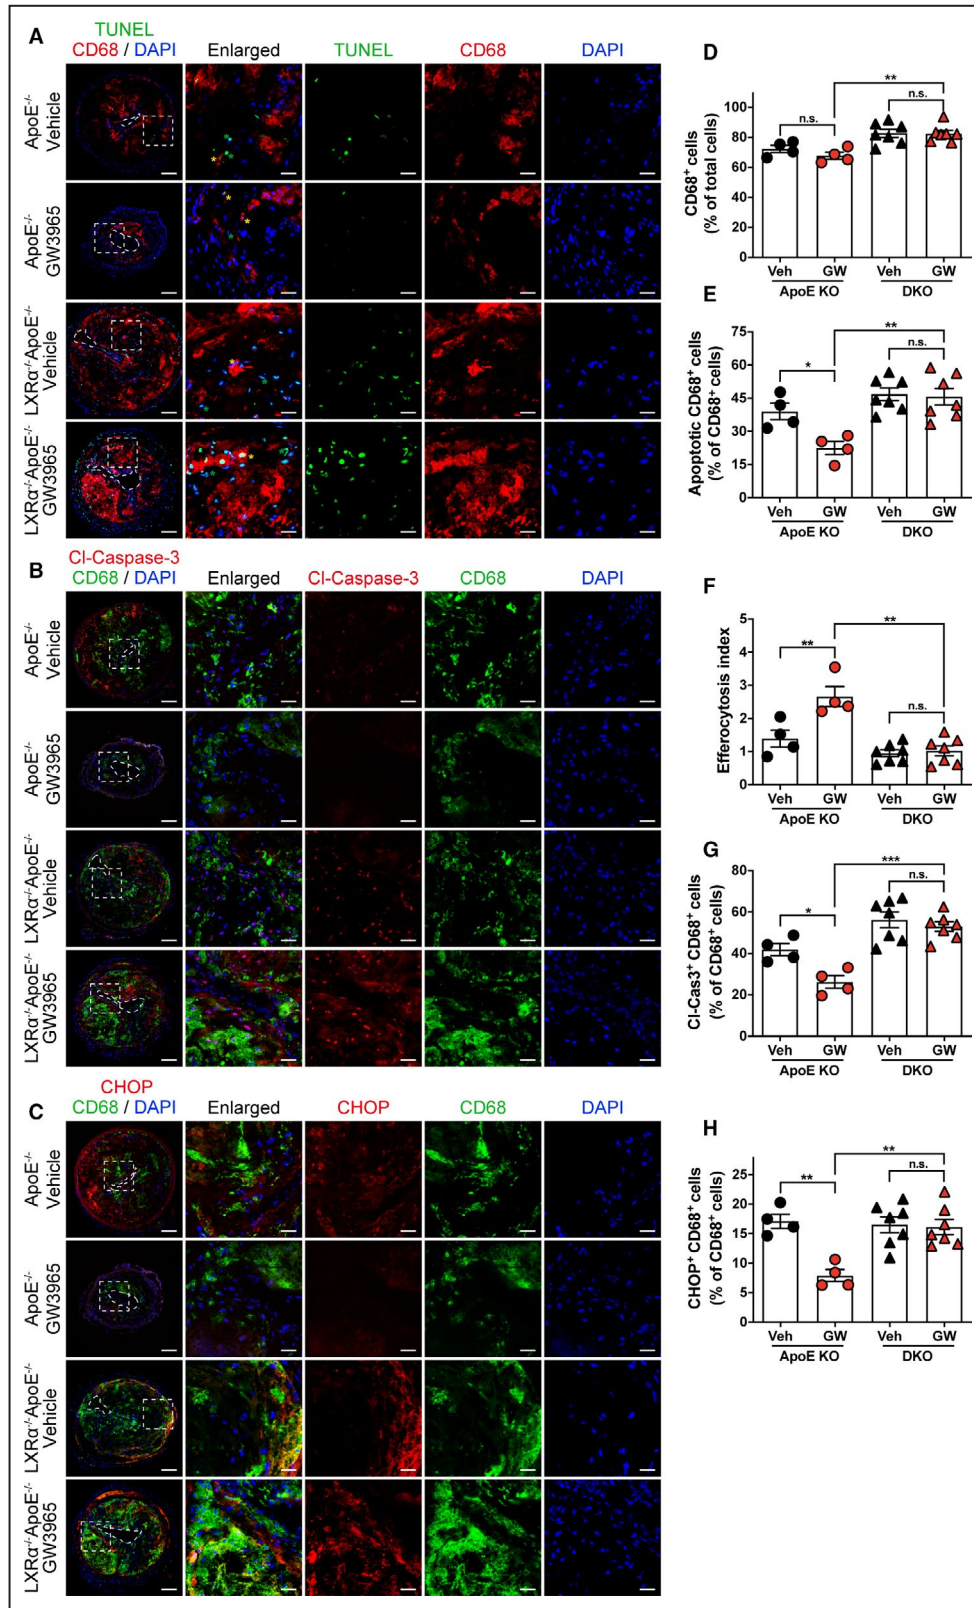 A
TUNEL
CD68 / DAPI
Enlarged
TUNEL
CD68
DAPI
ApoE-/-
Vehicle
ApoE-/-
GW3965
LXRα-/-ApoE-/-
Vehicle
LXRα-/-ApoE-/-
GW3965
B
Cl-Caspase-3
CD68 / DAPI
Enlarged
Cl-Caspase-3
CD68
DAPI
ApoE-/-
Vehicle
ApoE-/-
GW3965
LXRα-/-ApoE-/-
Vehicle
LXRα-/-ApoE-/-
GW3965
C
CHOP
CD68 / DAPI
Enlarged
CHOP
CD68
DAPI
ApoE-/-
Vehicle
ApoE-/-
GW3965
LXRα-/-ApoE-/-
Vehicle
LXRα-/-ApoE-/-
GW3965
D
CD68+ cells
(% of total cells)
100
80
60
40
20
0
n.s.
**
n.s.
Veh
GW
Veh
GW
ApoE KO
DKO
E
Apoptotic CD68+ cells
(% of CD68+ cells)
75
60
45
30
15
0
*
**
n.s.
Veh
GW
Veh
GW
ApoE KO
DKO
F
Efferocytosis index
5
4
3
2
1
0
**
**
n.s.
Veh
GW
Veh
GW
ApoE KO
DKO
G
Cl-Cas3+ CD68+ cells
(% of CD68+ cells)
80
60
40
20
0
*
***
n.s.
Veh
GW
Veh
GW
ApoE KO
DKO
H
CHOP+ CD68+ cells
(% of CD68+ cells)
25
20
15
10
5
0
**
**
n.s.
Veh
GW
Veh
GW
ApoE KO
DKO